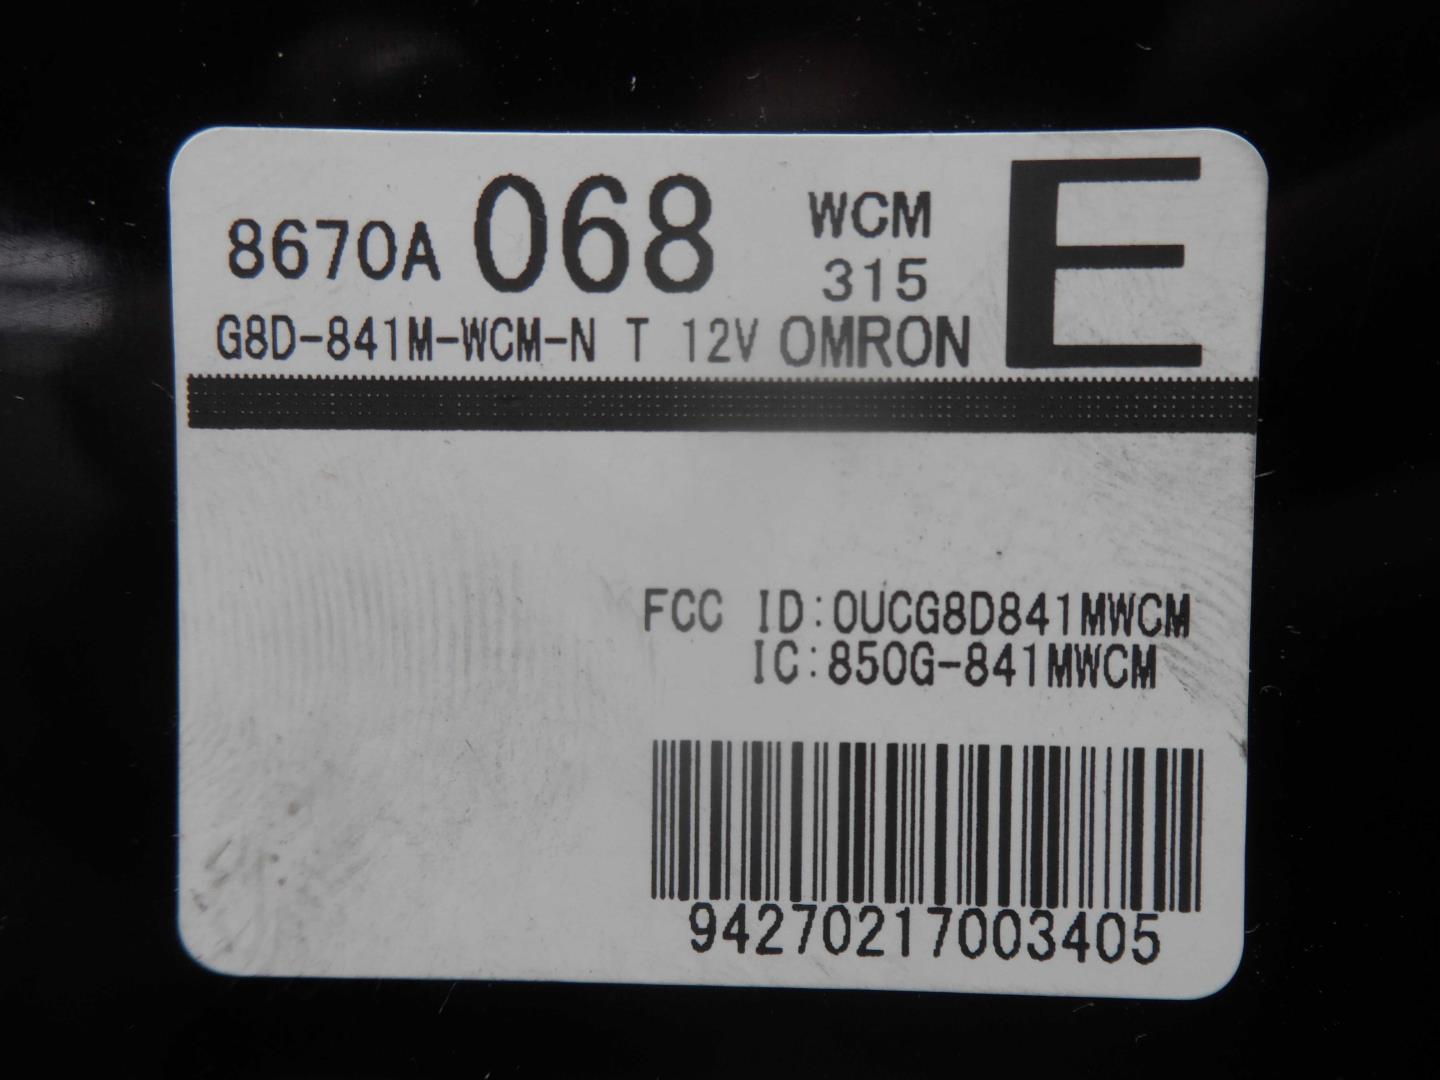 8670A 068 WCM E
315
G8D-841M-WCM-N T 12V OMRON
FCC ID:OUCG8D841MWCM
IC:850G-841MWCM
94270217003405